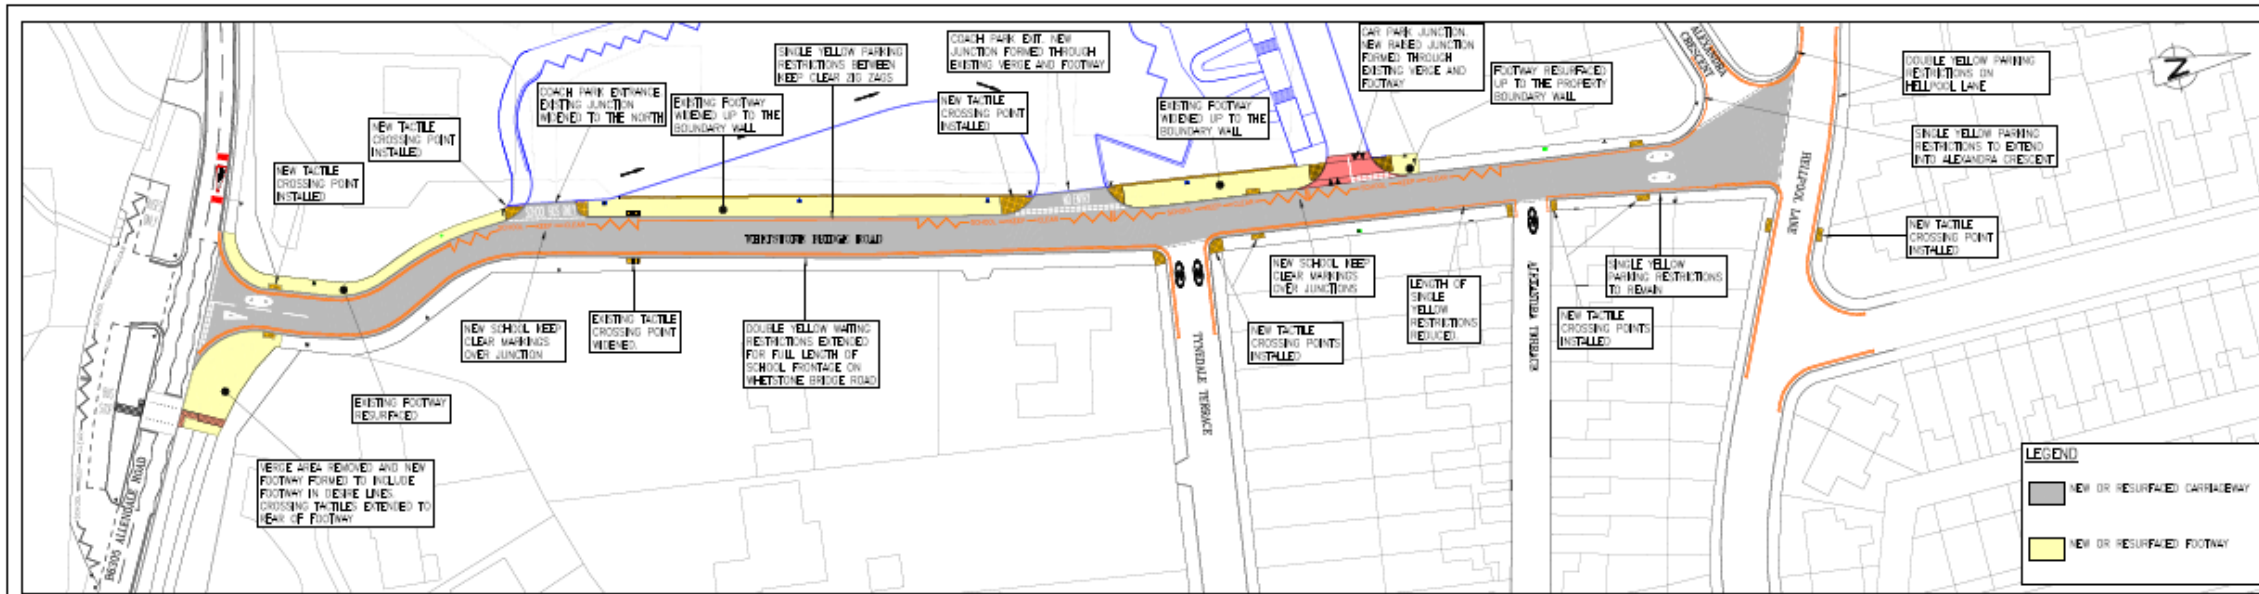 NEW TACTILE
CROSSING POINT
INSTALLED
NEW TACTILE
CROSSING POINT
INSTALLED
COACH PARK ENTRANCE
EXISTING JUNCTION
WIDENED TO THE NORTH
EXISTING FOOTWAY
WIDENED UP TO THE
BOUNDARY WALL
SINGLE YELLOW PARKING
RESTRICTIONS BETWEEN
KEEP CLEAR ZIG ZAGS
COACH PARK EXIT. NEW
JUNCTION FORMED THROUGH
EXISTING VERGE AND FOOTWAY
NEW TACTILE
CROSSING POINT
INSTALLED
EXISTING FOOTWAY
WIDENED UP TO THE
BOUNDARY WALL
CAR PARK JUNCTION.
NEW RAISED JUNCTION
FORMED THROUGH
EXISTING VERGE AND
FOOTWAY
FOOTWAY RESURFACED
UP TO THE PROPERTY
BOUNDARY WALL
ALEXANDRA
CRESCENT
DOUBLE YELLOW PARKING
RESTRICTIONS ON
HELLPOOL LANE
SINGLE YELLOW PARKING
RESTRICTIONS TO EXTEND
INTO ALEXANDRA CRESCENT
NEW TACTILE
CROSSING POINT
INSTALLED
HELLPOOL LANE
N
SCHOOL BUS ONLY
NO ENTRY
WHETSTONE BRIDGE ROAD
NEW SCHOOL KEEP
CLEAR MARKINGS
OVER JUNCTION
EXISTING TACTILE
CROSSING POINT
WIDENED.
DOUBLE YELLOW WAITING
RESTRICTIONS EXTENDED
FOR FULL LENGTH OF
SCHOOL FRONTAGE ON
WHETSTONE BRIDGE ROAD
NEW TACTILE
CROSSING POINTS
INSTALLED
NEW SCHOOL KEEP
CLEAR MARKINGS
OVER JUNCTIONS
LENGTH OF
SINGLE
YELLOW
RESTRICTIONS
REDUCED.
NEW TACTILE
CROSSING POINTS
INSTALLED
SINGLE YELLOW
PARKING RESTRICTIONS
TO REMAIN
TYNEDALE TERRACE
TERRACE
EXISTING FOOTWAY
RESURFACED
VERGE AREA REMOVED AND NEW
FOOTWAY FORMED TO INCLUDE
FOOTWAY IN DESIRE LINES.
CROSSING TACTILES EXTENDED TO
REAR OF FOOTWAY
B6305 ALLENDALE ROAD
LEGEND
NEW OR RESURFACED CARRIAGEWAY
NEW OR RESURFACED FOOTWAY